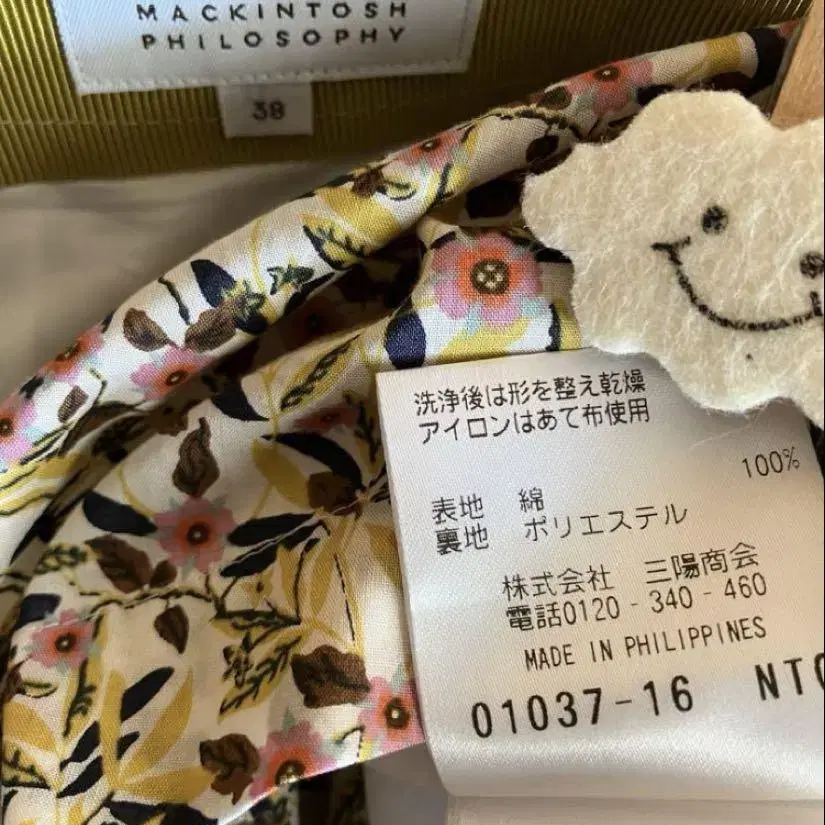 MACKINTOSH
PHILOSOPHY
38
洗浄後は形を整え乾燥
アイロンはあて布使用
100%
表地 綿
裏地 ポリエステル
株式会社 三陽商会
電話0120-340-460
MADE IN PHILIPPINES
01037-16